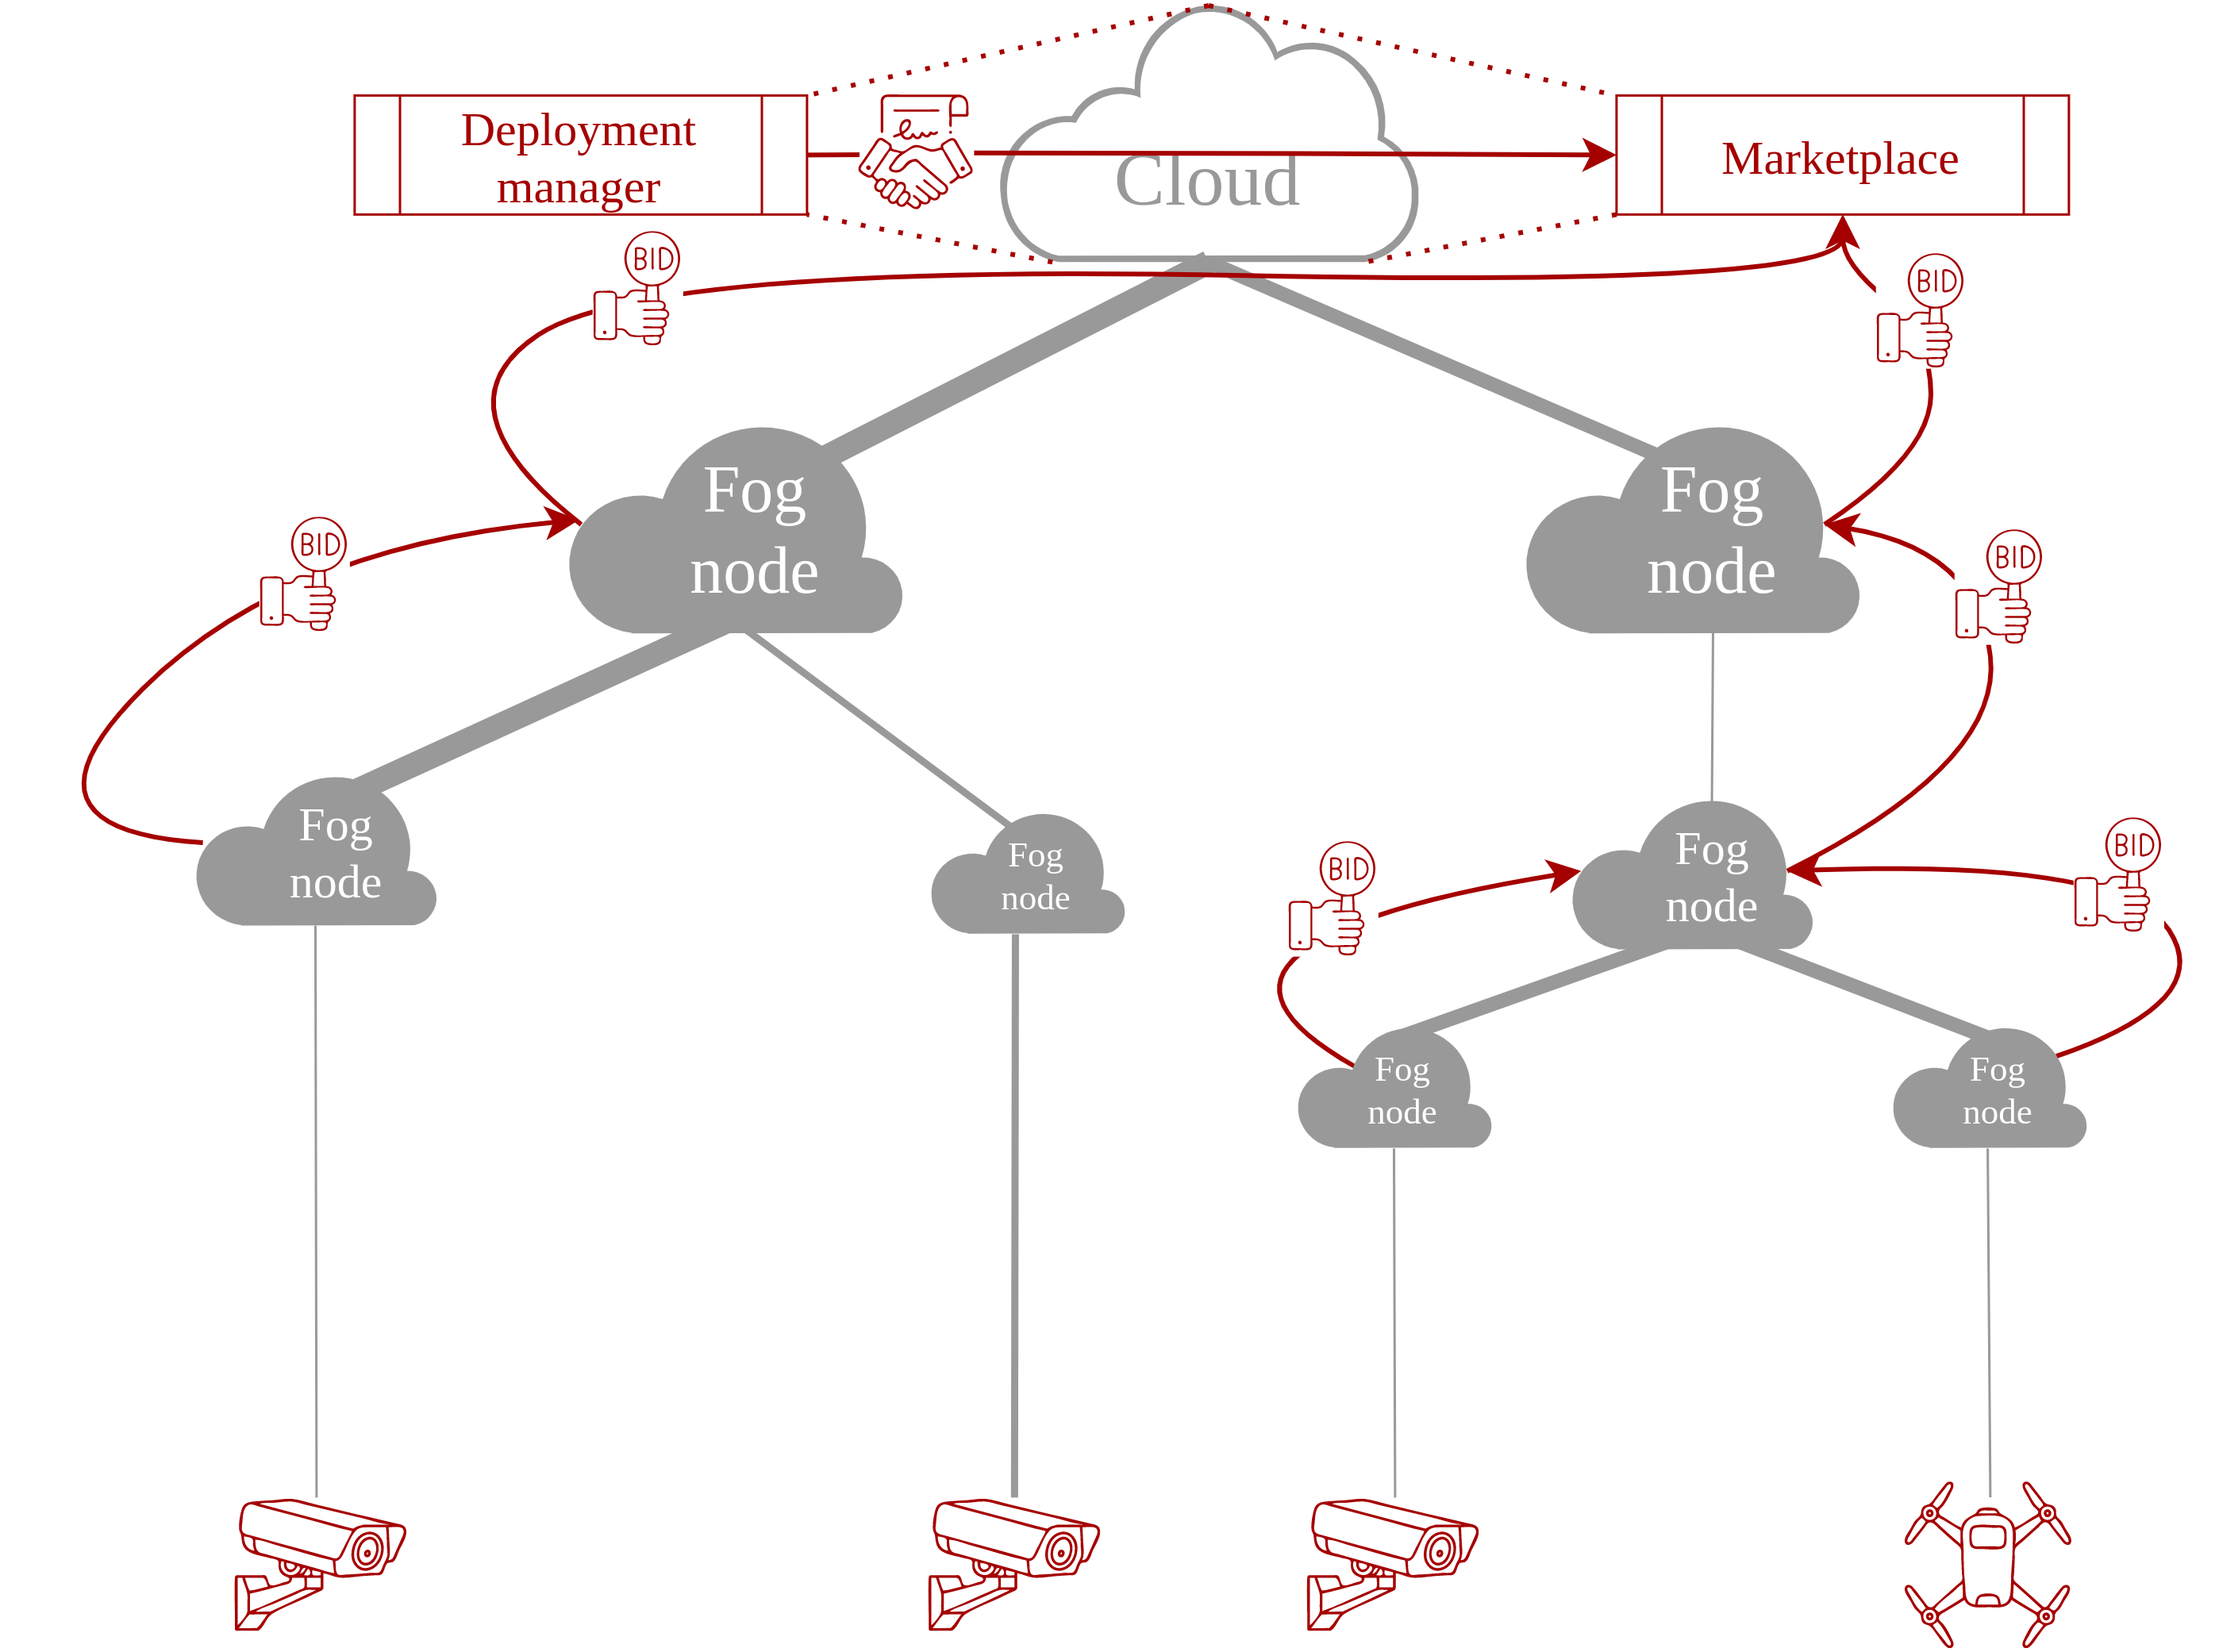 Deployment
manager
Cloud
Marketplace
BID
BID
Fog
node
Fog
node
BID
BID
Fog
node
Fog
node
Fog
node
BID
BID
Fog
node
Fog
node